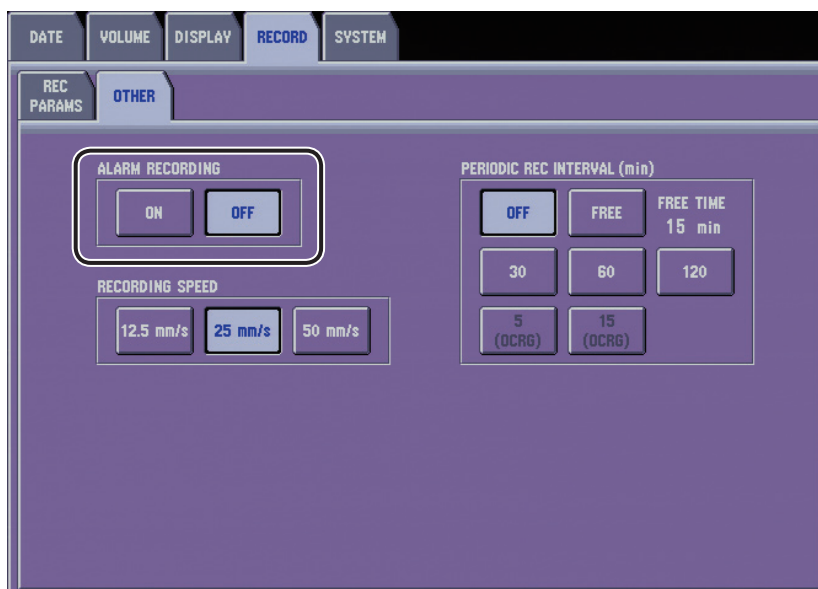 DATE VOLUME DISPLAY RECORD SYSTEM
REC PARAMS
OTHER
ALARM RECORDING
ON OFF
RECORDING SPEED
12.5 mm/s 25 mm/s 50 mm/s
PERIODIC REC INTERVAL (min)
OFF FREE
FREE TIME
15 min
30 60 120
5 (OCRG)
15 (OCRG)